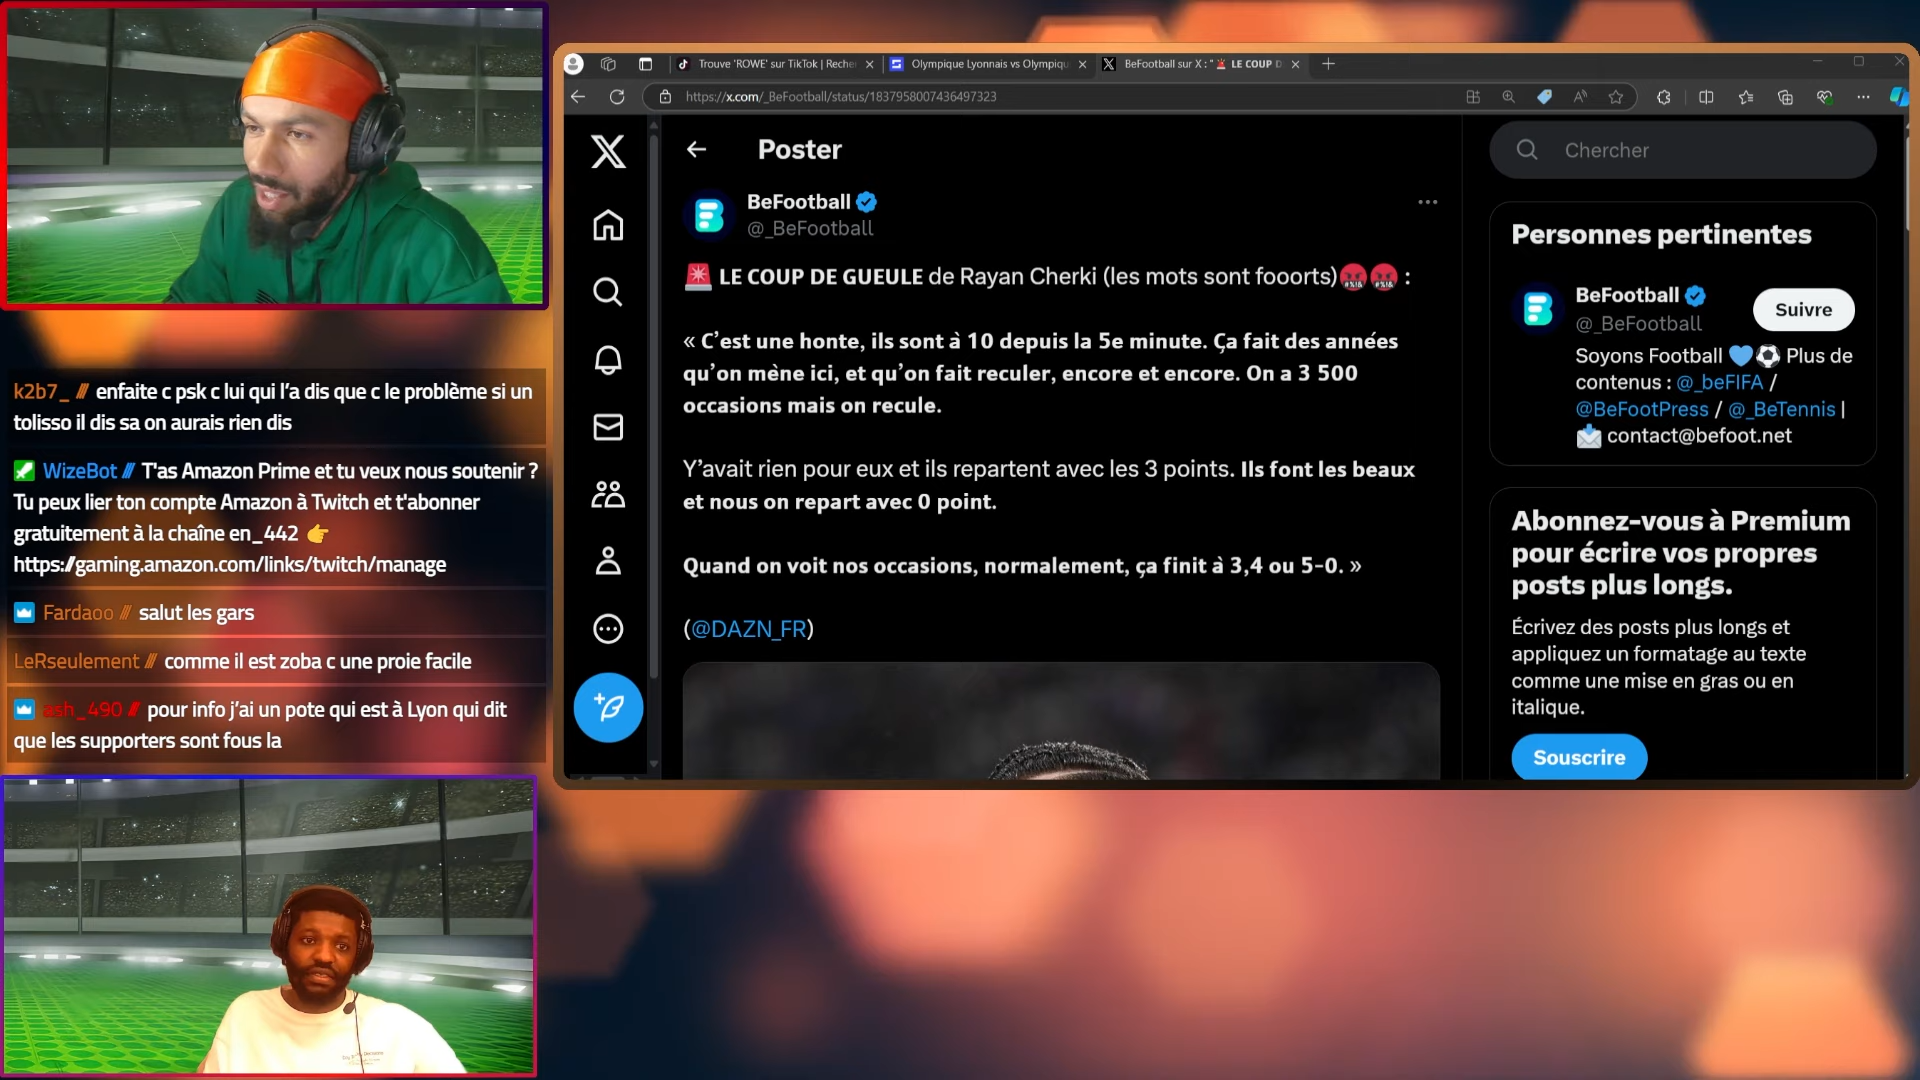 Trouve 'ROWE' sur TikTok | Reche
Olympique Lyonnais vs Olympiqu
BeFootball sur X : "🚨 LE COUP D
https://x.com/_BeFootball/status/1837958007436497323
Poster
BeFootball
@_BeFootball
🚨 LE COUP DE GUEULE de Rayan Cherki (les mots sont fooorts)🤬🤬 :
« C’est une honte, ils sont à 10 depuis la 5e minute. Ça fait des années
qu’on mène ici, et qu’on fait reculer, encore et encore. On a 3 500
occasions mais on recule.
Y’avait rien pour eux et ils repartent avec les 3 points. Ils font les beaux
et nous on repart avec 0 point.
Quand on voit nos occasions, normalement, ça finit à 3,4 ou 5-0. »
(@DAZN_FR)
Chercher
Personnes pertinentes
BeFootball
@_BeFootball
Suivre
Soyons Football 🩵⚽ Plus de
contenus : @_beFIFA /
@BeFootPress / @_BeTennis |
📩 contact@befoot.net
Abonnez-vous à Premium
pour écrire vos propres
posts plus longs.
Écrivez des posts plus longs et
appliquez un formatage au texte
comme une mise en gras ou en
italique.
Souscrire
k2b7_ /// enfaite c psk c lui qui l’a dis que c le problème si un
tolisso il dis sa on aurais rien dis
WizeBot /// T'as Amazon Prime et tu veux nous soutenir ?
Tu peux lier ton compte Amazon à Twitch et t'abonner
gratuitement à la chaîne en_442 👉
https://gaming.amazon.com/links/twitch/manage
Fardaoo /// salut les gars
LeRseulement /// comme il est zoba c une proie facile
ash_490 /// pour info j’ai un pote qui est à Lyon qui dit
que les supporters sont fous la